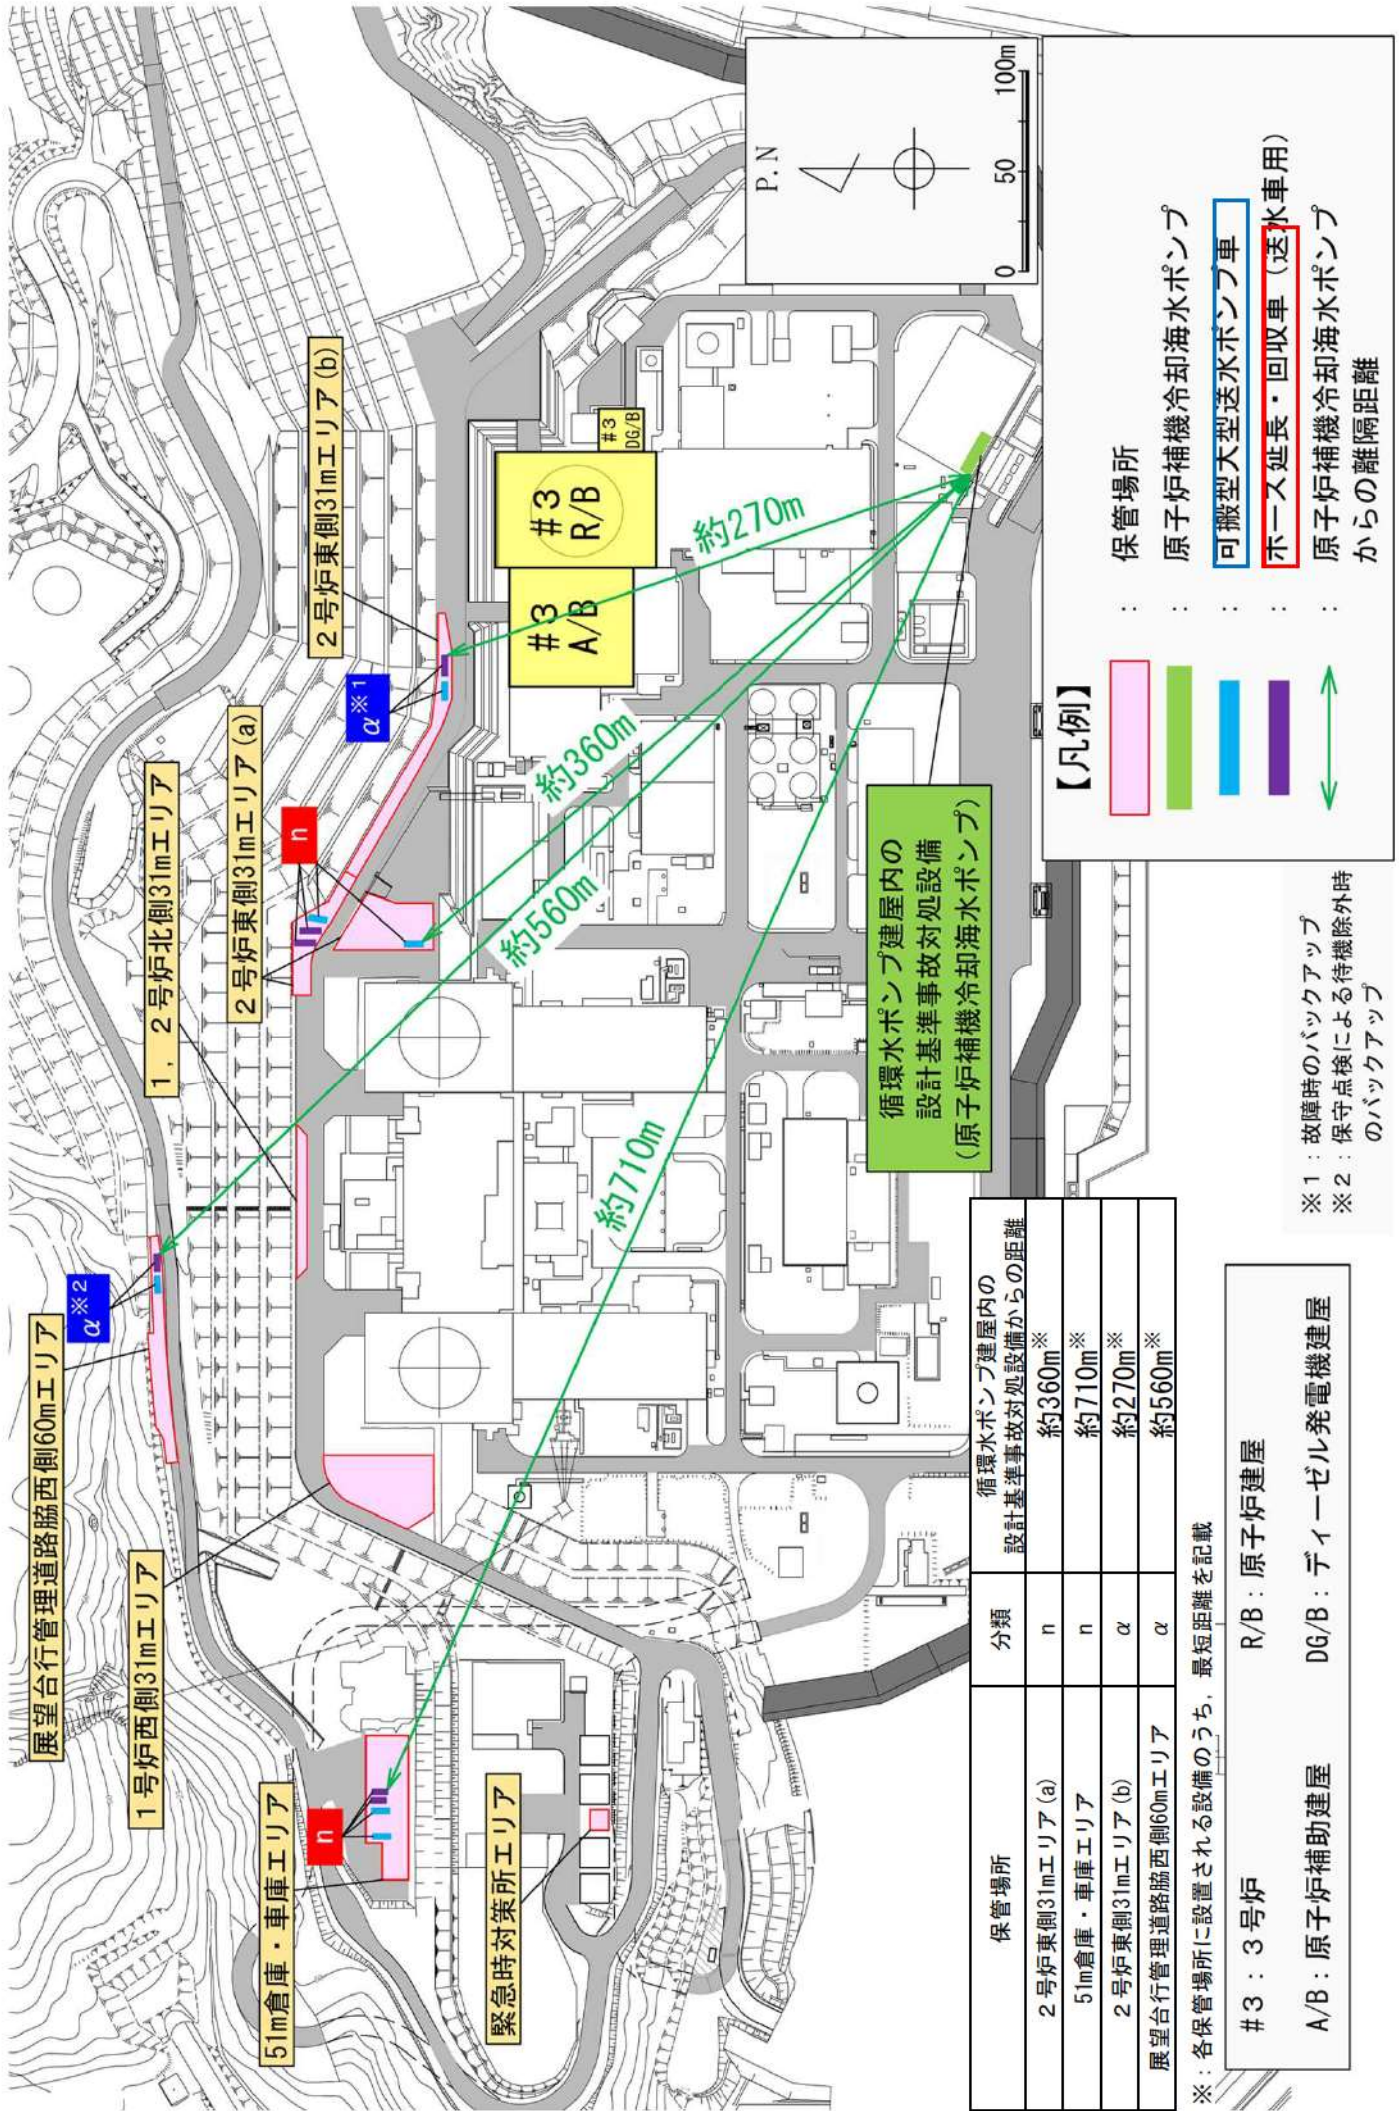 展望台行管理道路脇西側60mエリア
α※2
1号炉西側31mエリア
51m倉庫・車庫エリア
n
緊急時対策所エリア
1，2号炉北側31mエリア
2号炉東側31mエリア(a)
n
2号炉東側31mエリア(b)
α※1
#3
A/B
#3
R/B
#3
DG/B
約270m
約360m
約560m
約710m
循環水ポンプ建屋内の
設計基準事故対処設備
(原子炉補機冷却海水ポンプ)
P.N
0 50 100m
【凡例】
： 保管場所
： 原子炉補機冷却海水ポンプ
： 可搬型大型送水ポンプ車
： ホース延長・回収車（送水車用）
： 原子炉補機冷却海水ポンプ
からの離隔距離
※1：故障時のバックアップ
※2：保守点検による待機除外時
のバックアップ
保管場所 分類 循環水ポンプ建屋内の
設計基準事故対処設備からの距離
2号炉東側31mエリア(a) n 約360m※
51m倉庫・車庫エリア n 約710m※
2号炉東側31mエリア(b) α 約270m※
展望台行管理道路脇西側60mエリア α 約560m※
※：各保管場所に設置される設備のうち，最短距離を記載
#3：3号炉 R/B：原子炉建屋
A/B：原子炉補助建屋 DG/B：ディーゼル発電機建屋